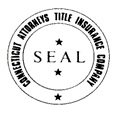 CONNECTICUT ATTORNEYS TITLE INSURANCE COMPANY
SEAL